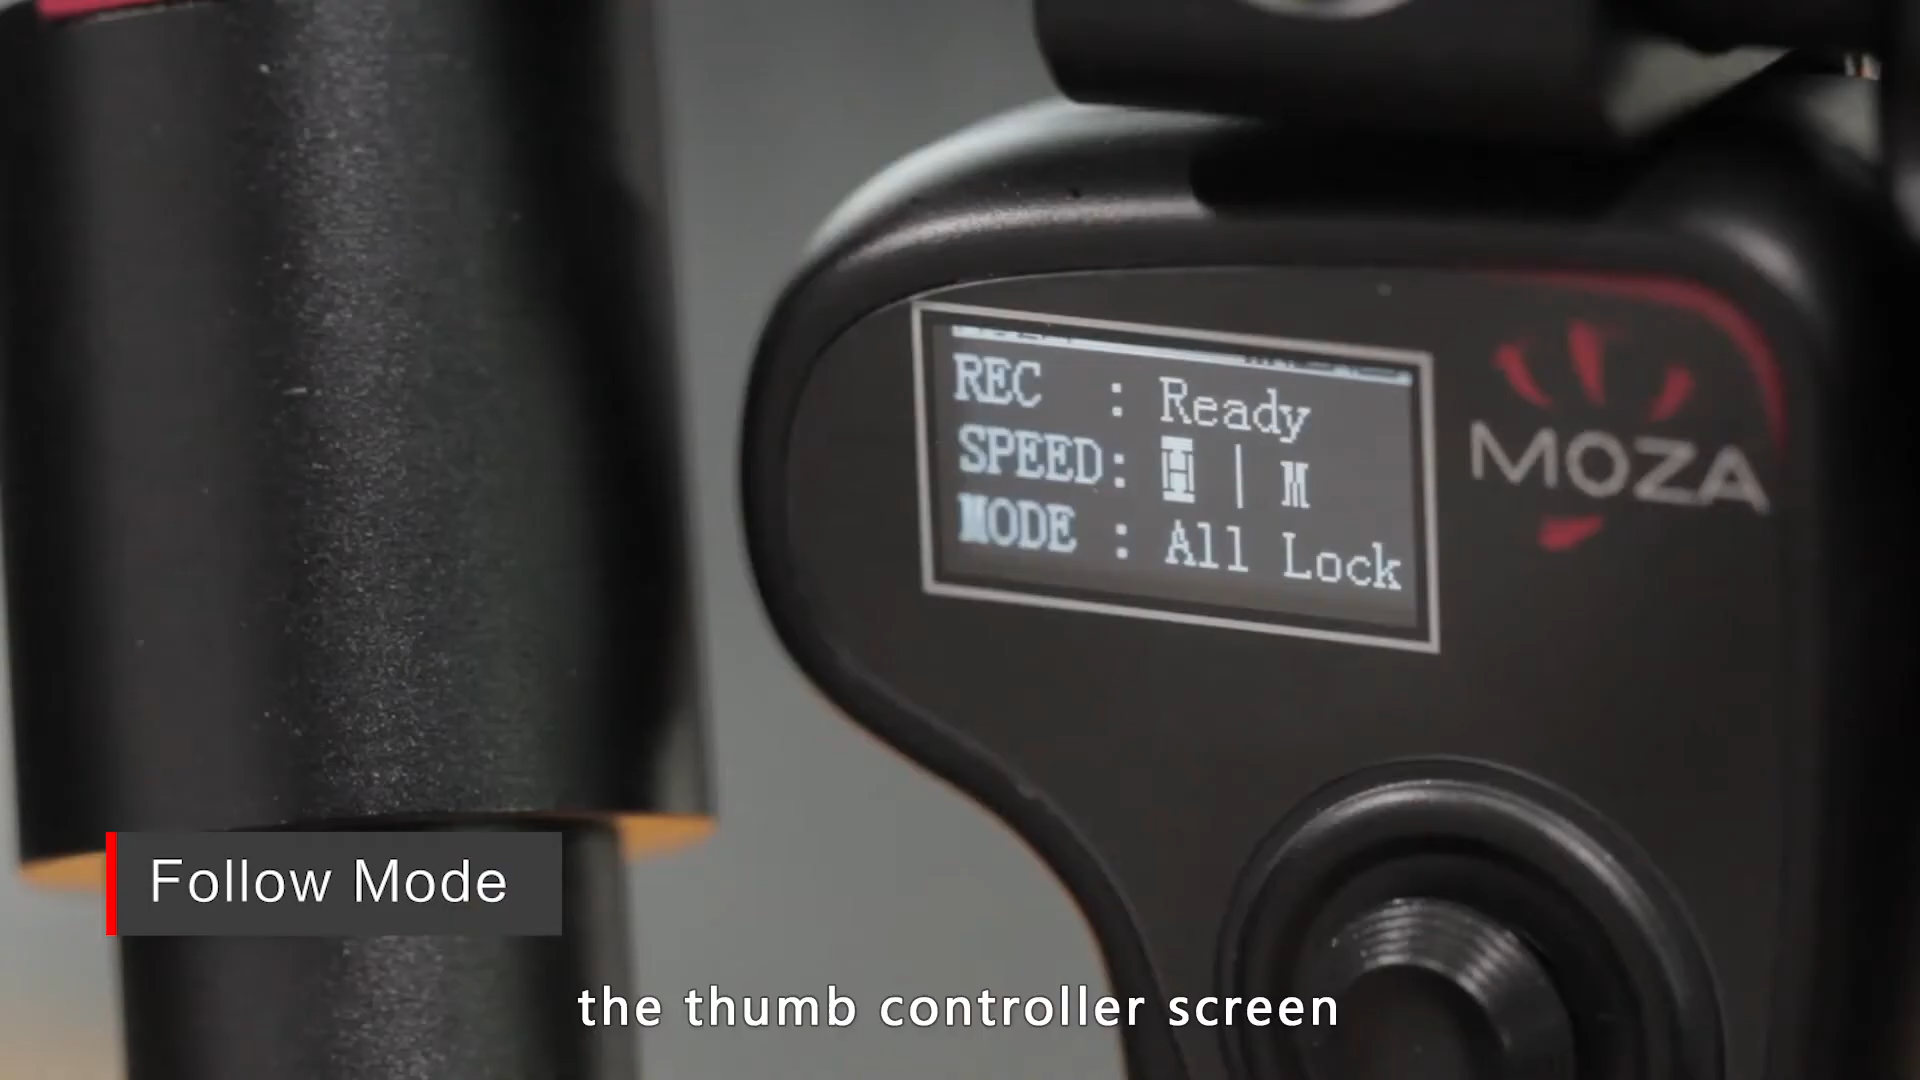 REC : Ready
SPEED: H | M
MODE : All Lock
MOZA
Follow Mode
the thumb controller screen